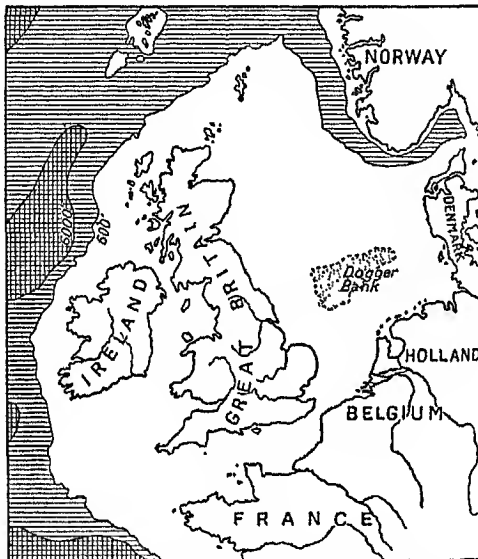 NORWAY
DENMARK
6000
600
GREAT BRITAIN
Dogger
Bank
IRELAND
HOLLAND
BELGIUM
FRANCE